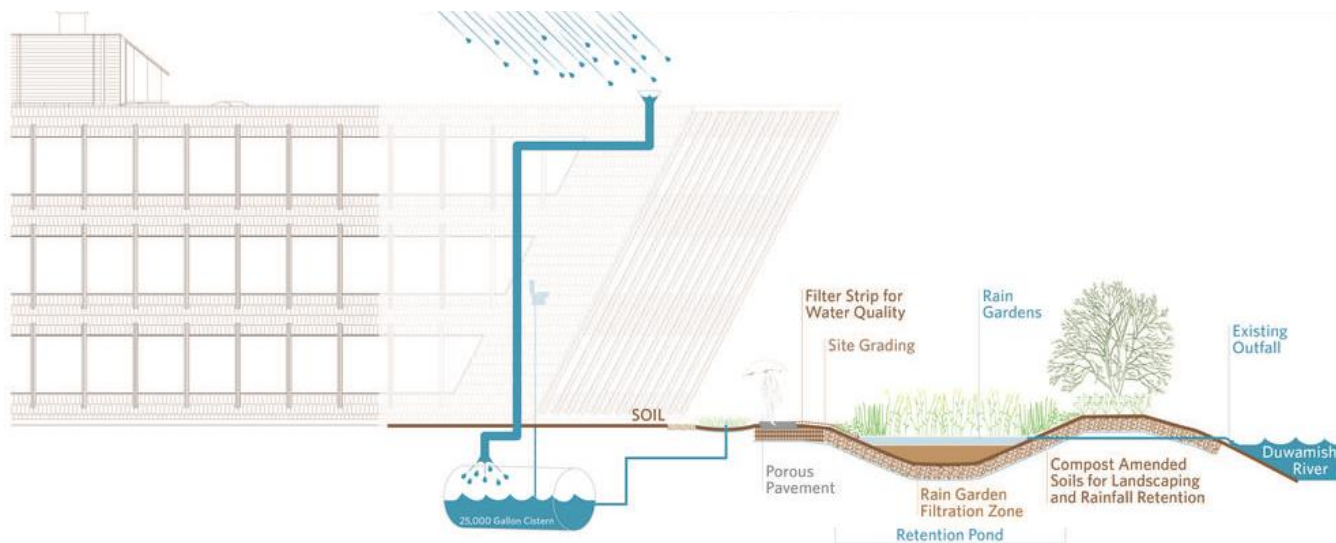 Filter Strip for
Water Quality
Rain
Gardens
Site Grading
Existing
Outfall
SOIL
Duwamish
River
Porous
Pavement
Compost Amended
Soils for Landscaping
and Rainfall Retention
Rain Garden
Filtration Zone
25,000 Gallon Cistern
Retention Pond